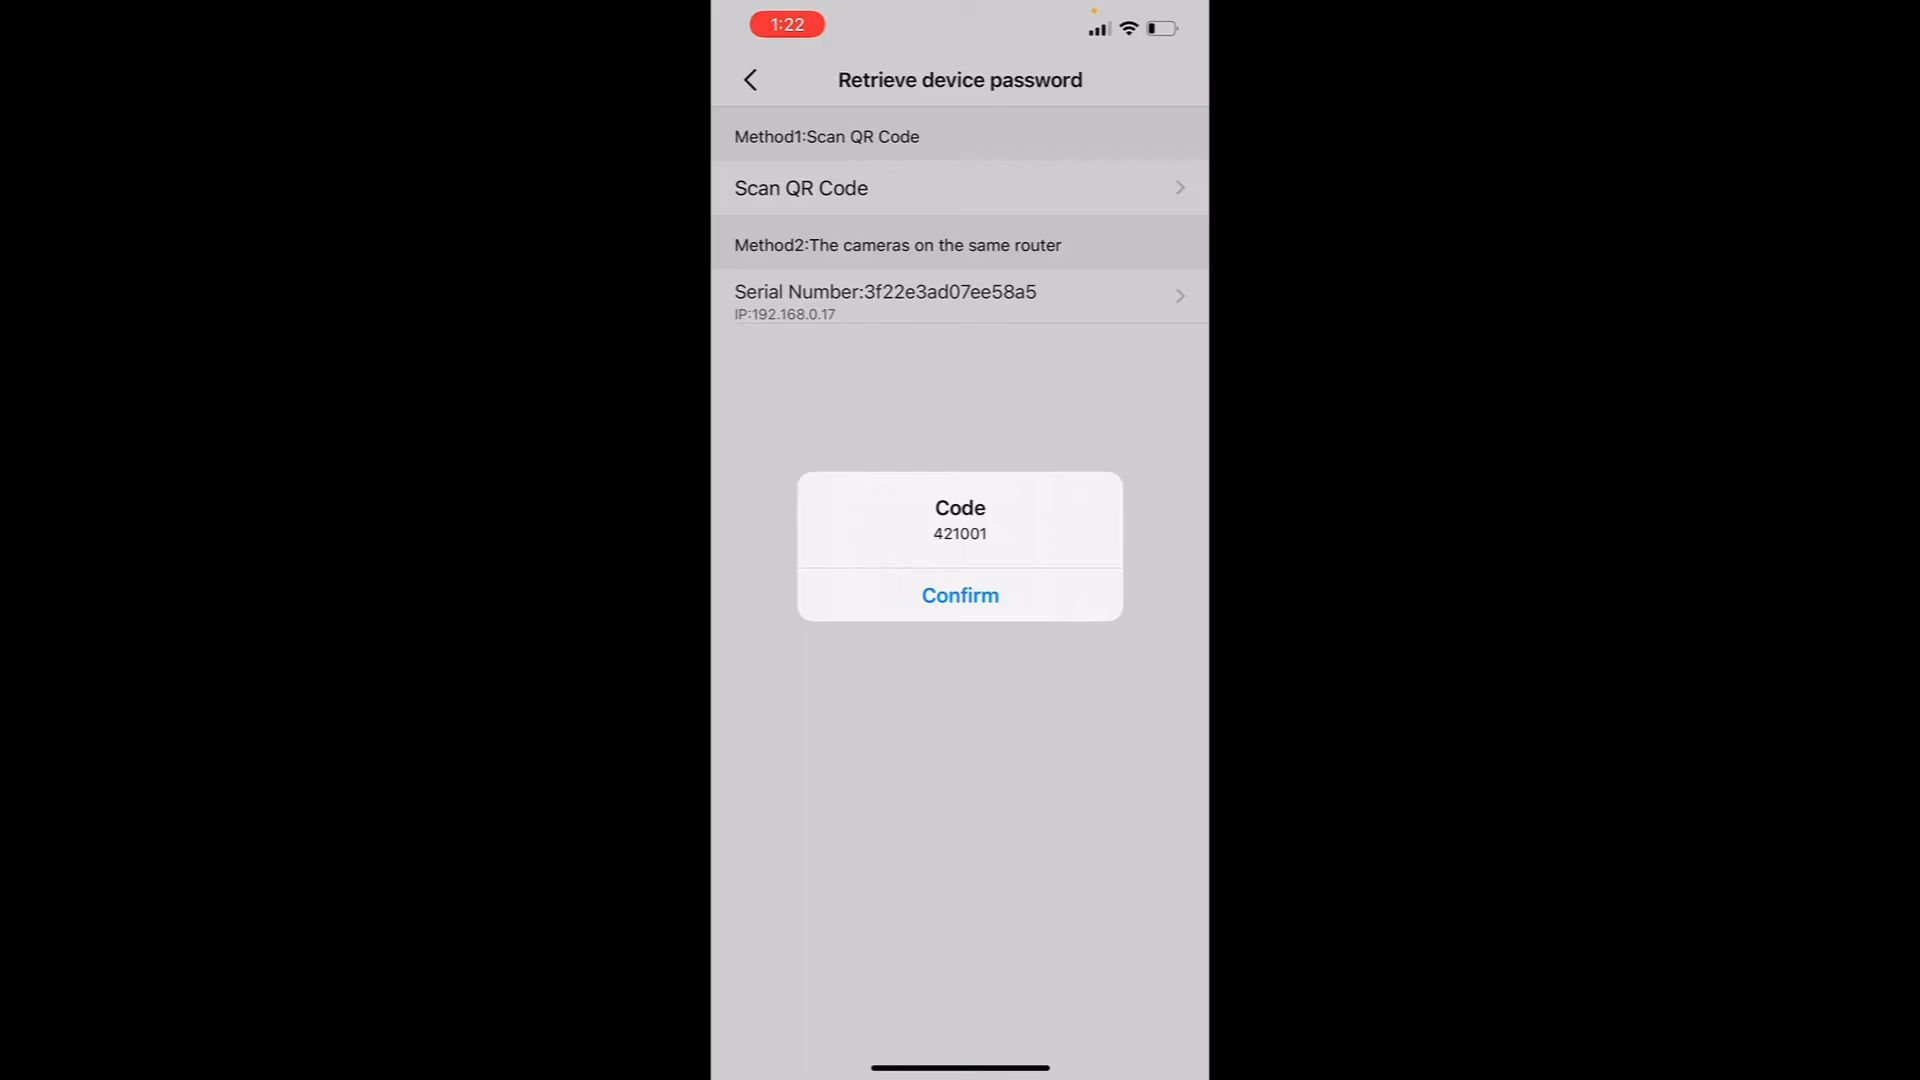 1:22
Retrieve device password
Method1:Scan QR Code
Scan QR Code
Method2:The cameras on the same router
Serial Number:3f22e3ad07ee58a5
IP:192.168.0.17
Code
421001
Confirm